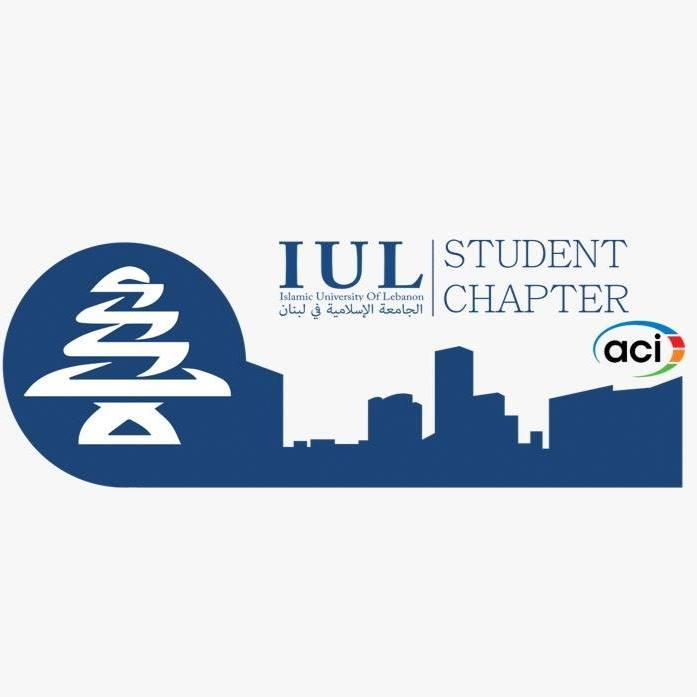 IUL
Islamic University Of Lebanon
الجامعة الإسلامية في لبنان
STUDENT
CHAPTER
aci